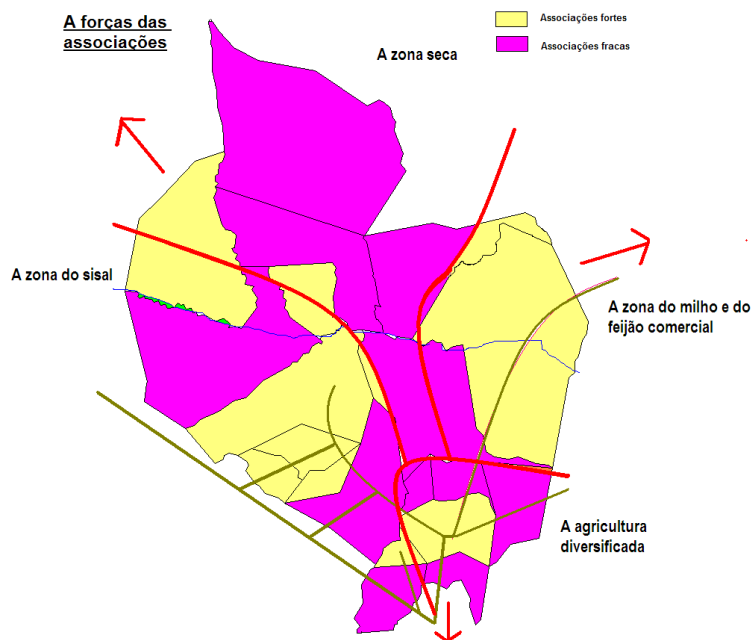 A forças das
associações
Associações fortes
Associações fracas
A zona seca
A zona do sisal
A zona do milho e do
feijão comercial
A agricultura
diversificada